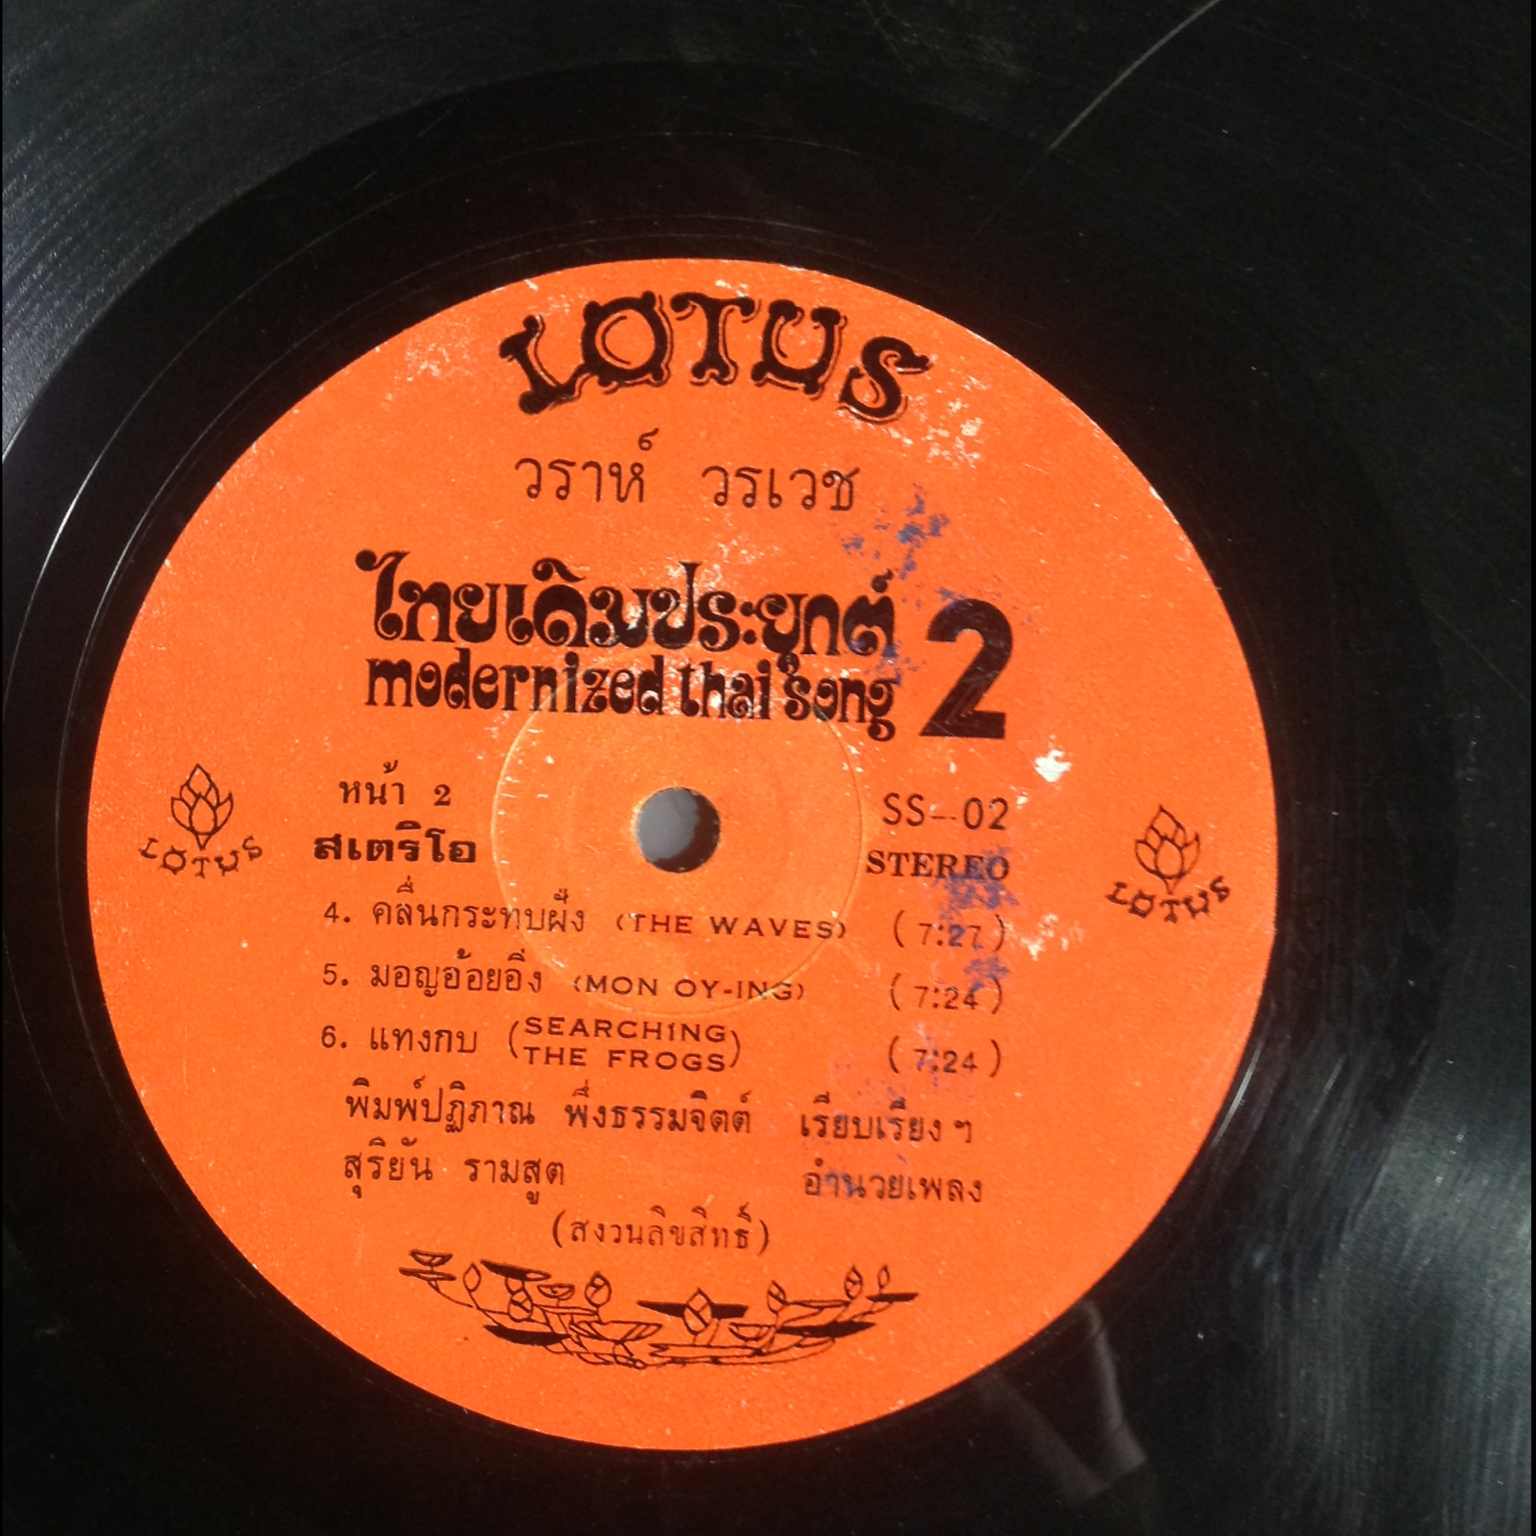 LOTUS
วราห์ วรเวช
ไทยเดิมประยุกต์ 2
modernized thai song
หน้า 2 SS-02
สเตริโอ STEREO
LOTUS
LOTUS
4. คลื่นกระทบฝั่ง (THE WAVES) (7:27)
5. มอญอ้อยอิ่ง (MON OY-ING) (7:24)
6. แทงกบ (SEARCHING THE FROGS) (7:24)
พิมพ์ปฏิภาณ พึ่งธรรมจิตต์ เรียบเรียงฯ
สุริยัน รามสูต อำนวยเพลง
(สงวนลิขสิทธิ์)